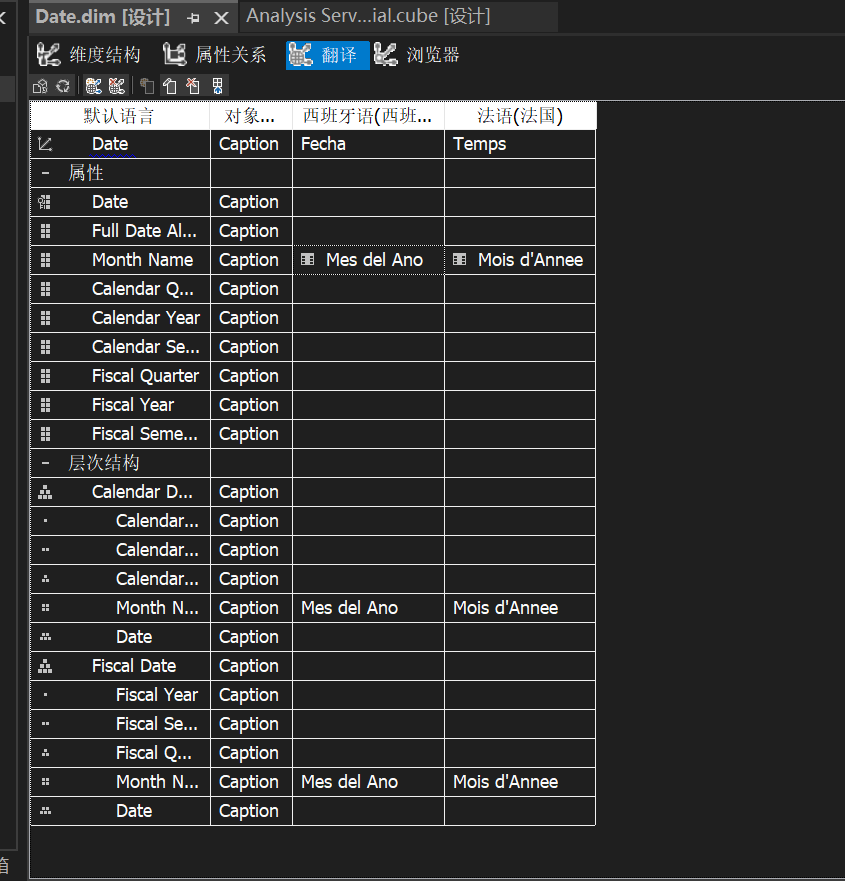 Date.dim [设计]
Analysis Serv...ial.cube [设计]
维度结构 属性关系 翻译 浏览器
默认语言 对象... 西班牙语(西班... 法语(法国)
Date Caption Fecha Temps
- 属性
Date Caption
Full Date Al... Caption
Month Name Caption Mes del Ano Mois d'Annee
Calendar Q... Caption
Calendar Year Caption
Calendar Se... Caption
Fiscal Quarter Caption
Fiscal Year Caption
Fiscal Seme... Caption
- 层次结构
Calendar D... Caption
Calendar... Caption
Calendar... Caption
Calendar... Caption
Month N... Caption Mes del Ano Mois d'Annee
Date Caption
Fiscal Date Caption
Fiscal Year Caption
Fiscal Se... Caption
Fiscal Q... Caption
Month N... Caption Mes del Ano Mois d'Annee
Date Caption
箱